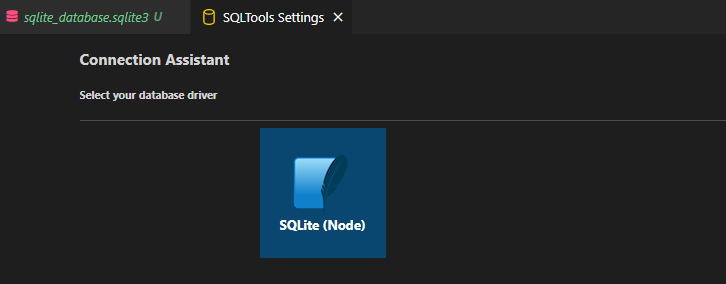 sqlite_database.sqlite3 U SQLTools Settings
Connection Assistant
Select your database driver
SQLite (Node)